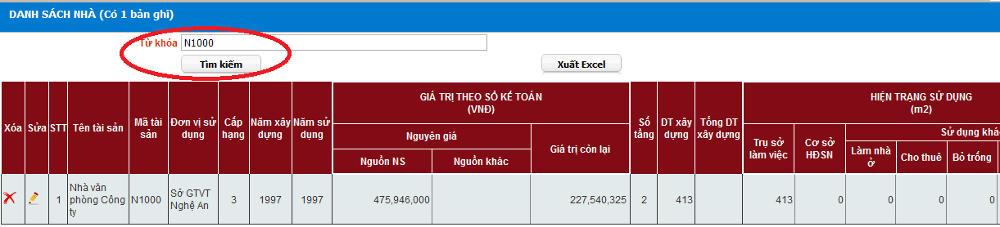 DANH SÁCH NHÀ (Có 1 bản ghi)
Từ khóa N1000
Tìm kiếm Xuất Excel
Xóa Sửa STT Tên tài sản Mã tài sản Đơn vị sử dụng Cấp hạng Năm xây dựng Năm sử dụng GIÁ TRỊ THEO SỔ KẾ TOÁN (VNĐ) Số tầng DT xây dựng Tổng DT xây dựng HIỆN TRẠNG SỬ DỤNG (m2)
Nguyên giá Giá trị còn lại Trụ sở làm việc Cơ sở HĐSN Sử dụng khá
Nguồn NS Nguồn khác Làm nhà ở Cho thuê Bỏ trống
1 Nhà văn phòng Công ty N1000 Sở GTVT Nghệ An 3 1997 1997 475,946,000 227,540,325 2 413 413 0 0 0 0